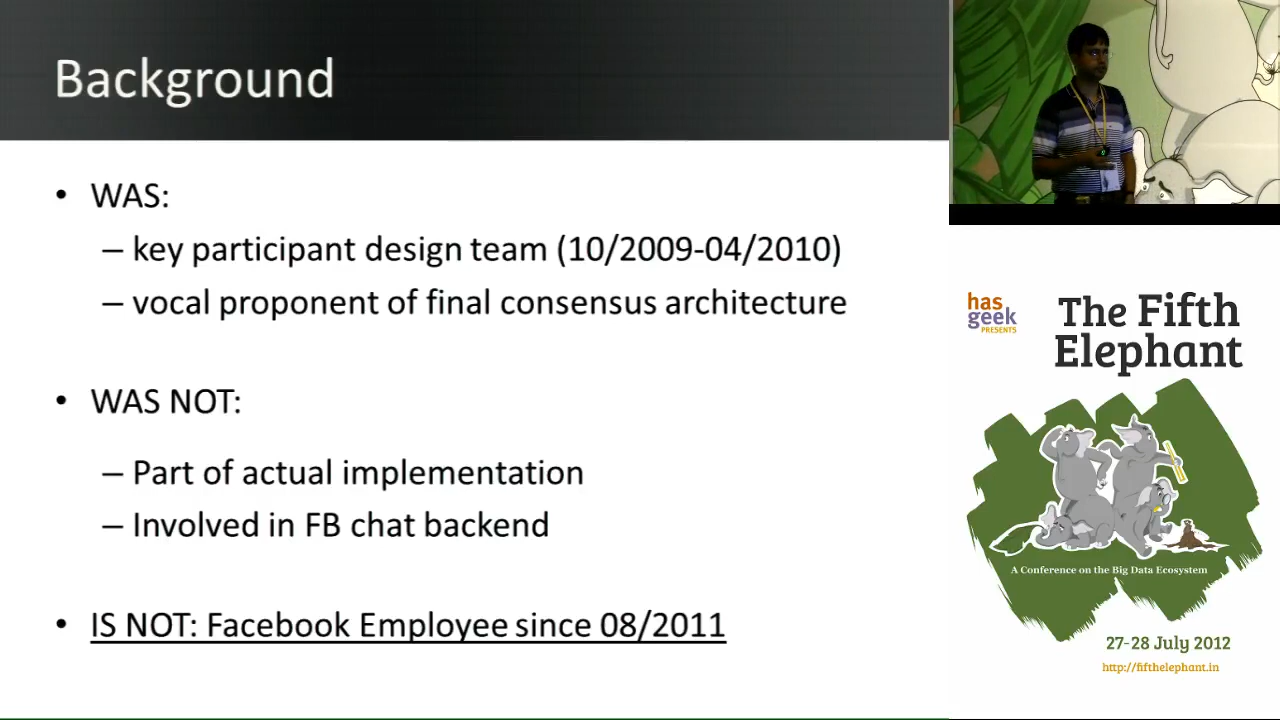 Background
• WAS:
– key participant design team (10/2009-04/2010)
– vocal proponent of final consensus architecture
• WAS NOT:
– Part of actual implementation
– Involved in FB chat backend
• IS NOT: Facebook Employee since 08/2011
has
geek
PRESENTS
The Fifth
Elephant
A Conference on the Big Data Ecosystem
27-28 July 2012
http://fifthelephant.in